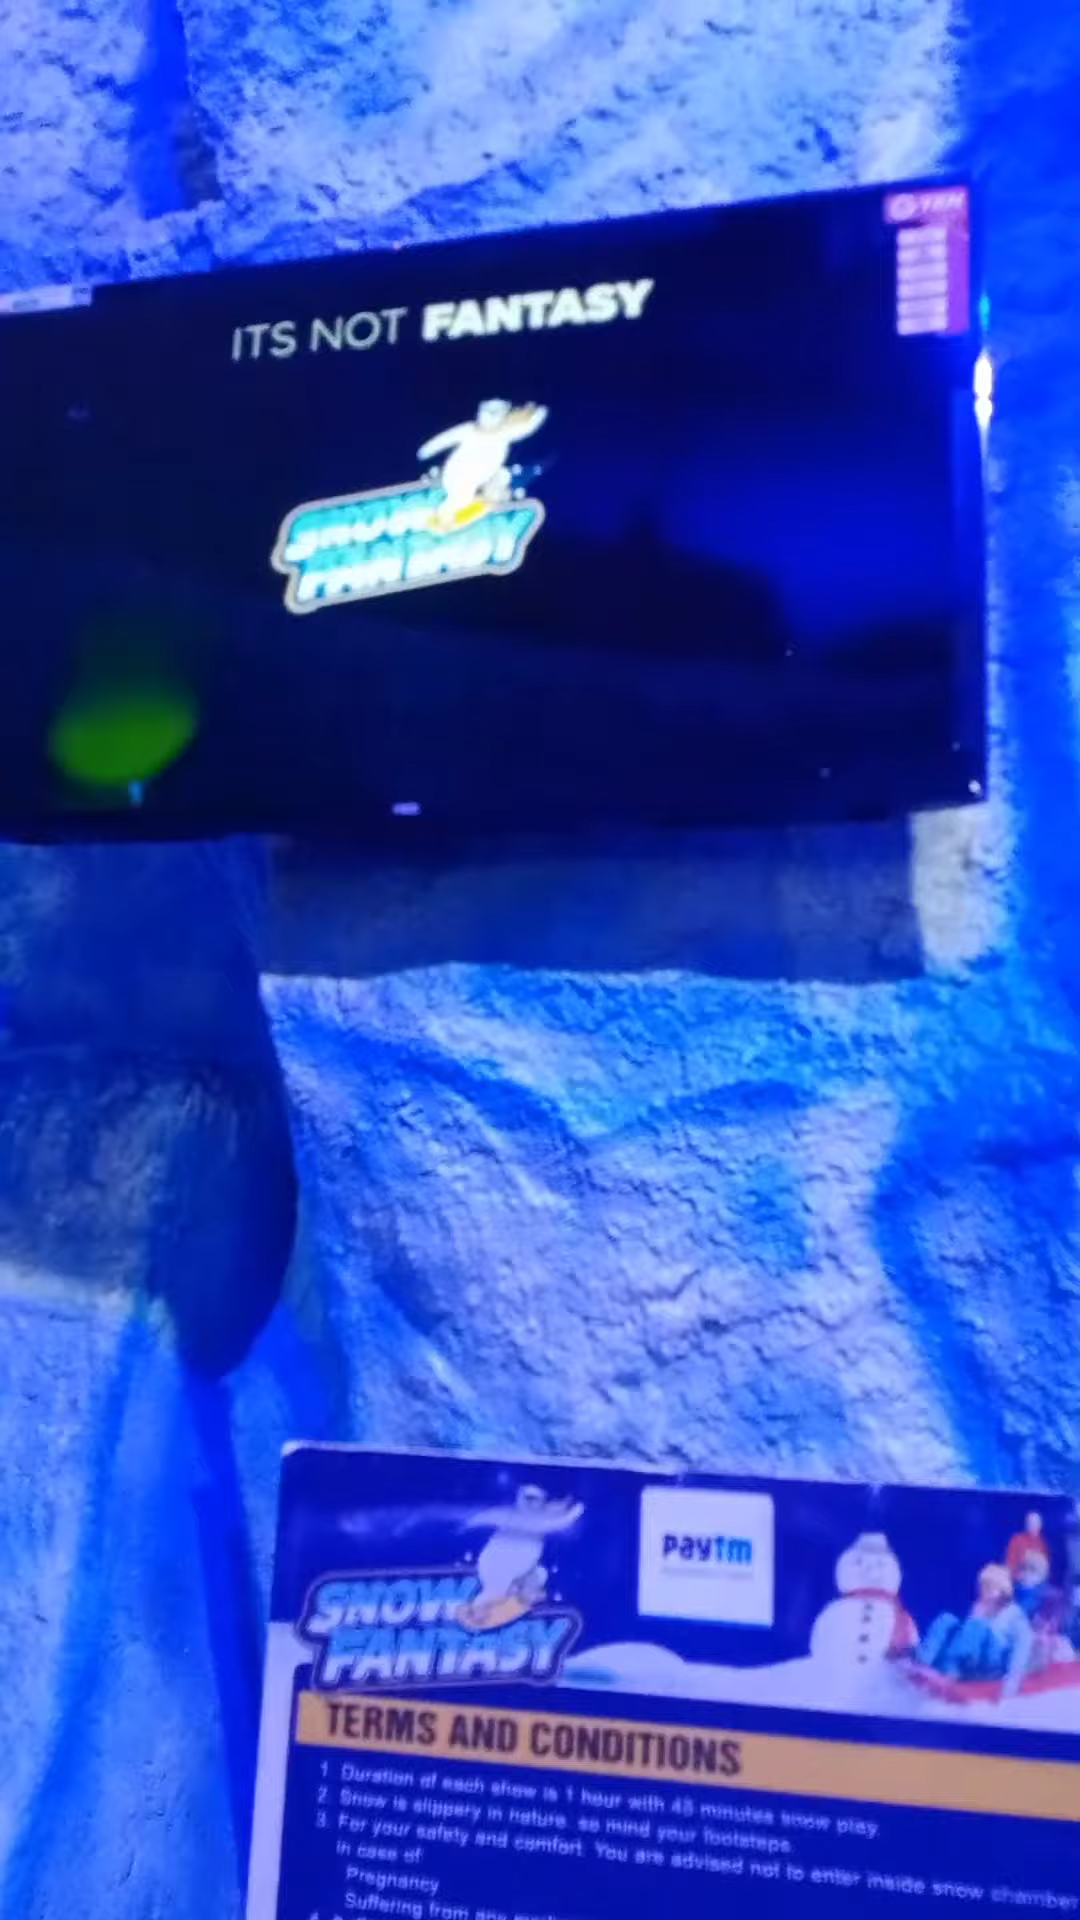 ITS NOT FANTASY
SNOW
FANTASY
SNOW
FANTASY
Paytm
TERMS AND CONDITIONS
1. Duration of each show is 1 hour with 45 minutes snow play.
2. Snow is slippery in nature, so mind your footsteps.
3. For your safety and comfort. You are advised not to enter inside snow chamber
in case of:
Pregnancy
Suffering from any